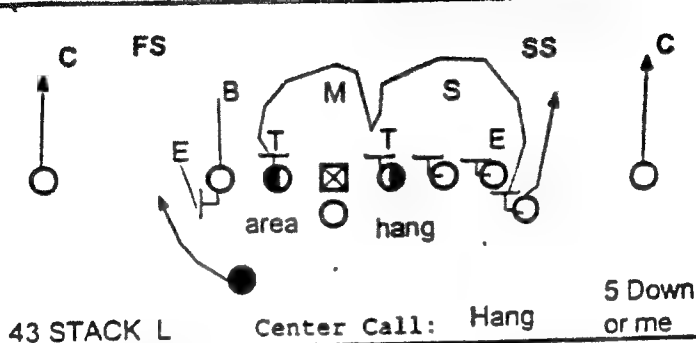 C FS SS C
B M S
E T T E
area hang
5 Down
43 STACK L Center Call: Hang or me